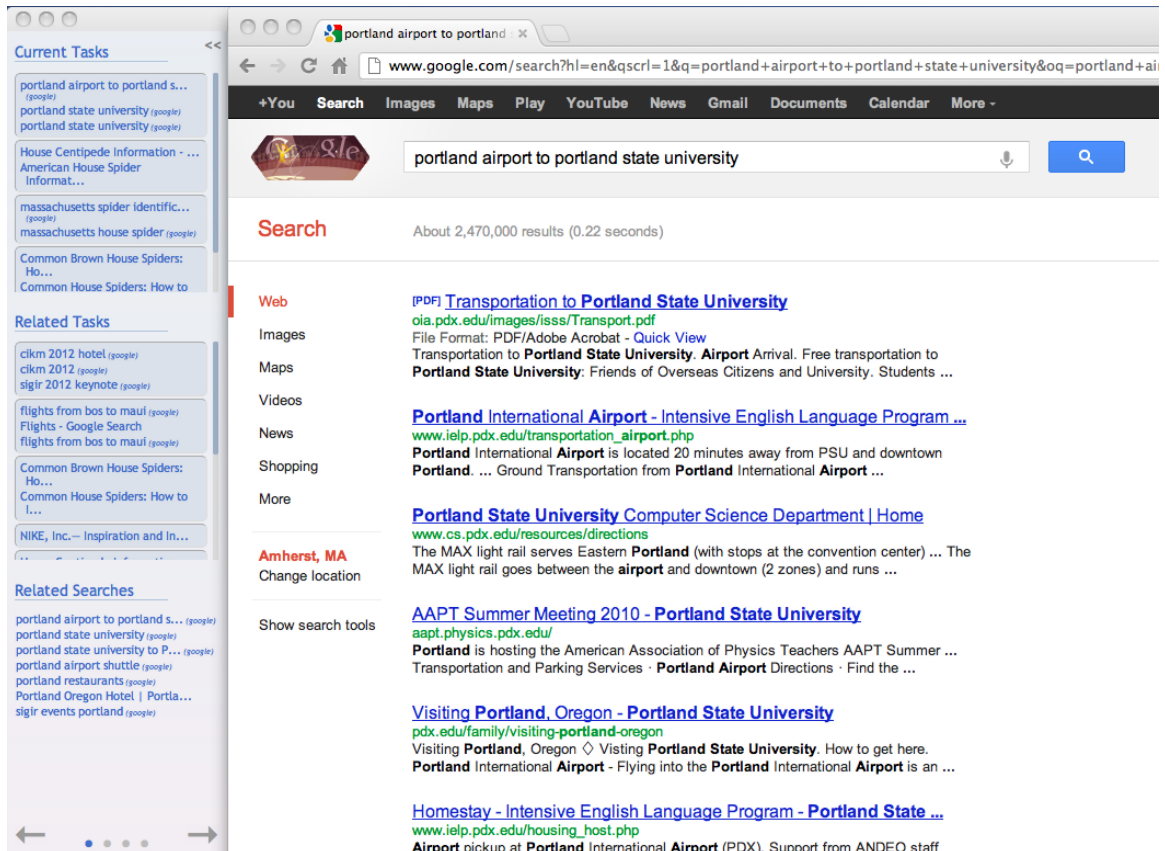 Current Tasks
<<
portland airport to portland s...
(google)
portland state university (google)
portland state university (google)
House Centipede Information - ...
American House Spider
Informat...
massachusetts spider identific...
(google)
massachusetts house spider (google)
Common Brown House Spiders:
Ho...
Common House Spiders: How to
Related Tasks
cikm 2012 hotel (google)
cikm 2012 (google)
sigir 2012 keynote (google)
flights from bos to maui (google)
Flights - Google Search
flights from bos to maui (google)
Common Brown House Spiders:
Ho...
Common House Spiders: How to
I...
NIKE, Inc.— Inspiration and In...
Related Searches
portland airport to portland s... (google)
portland state university (google)
portland state university to P... (google)
portland airport shuttle (google)
portland restaurants (google)
Portland Oregon Hotel | Portla...
sigir events portland (google)
portland airport to portland s
www.google.com/search?hl=en&qscrl=1&q=portland+airport+to+portland+state+university&oq=portland+ai
+You Search Images Maps Play YouTube News Gmail Documents Calendar More
Google
portland airport to portland state university
Search
About 2,470,000 results (0.22 seconds)
Web
Images
Maps
Videos
News
Shopping
More
Amherst, MA
Change location
Show search tools
[PDF] Transportation to Portland State University
oia.pdx.edu/images/isss/Transport.pdf
File Format: PDF/Adobe Acrobat - Quick View
Transportation to Portland State University. Airport Arrival. Free transportation to
Portland State University: Friends of Overseas Citizens and University. Students ...
Portland International Airport - Intensive English Language Program ...
www.ielp.pdx.edu/transportation_airport.php
Portland International Airport is located 20 minutes away from PSU and downtown
Portland. ... Ground Transportation from Portland International Airport ...
Portland State University Computer Science Department | Home
www.cs.pdx.edu/resources/directions
The MAX light rail serves Eastern Portland (with stops at the convention center) ... The
MAX light rail goes between the airport and downtown (2 zones) and runs ...
AAPT Summer Meeting 2010 - Portland State University
aapt.physics.pdx.edu/
Portland is hosting the American Association of Physics Teachers AAPT Summer ...
Transportation and Parking Services · Portland Airport Directions · Find the ...
Visiting Portland, Oregon - Portland State University
pdx.edu/family/visiting-portland-oregon
Visiting Portland, Oregon ◊ Visting Portland State University. How to get here.
Portland International Airport - Flying into the Portland International Airport is an ...
Homestay - Intensive English Language Program - Portland State ...
www.ielp.pdx.edu/housing_host.php
Airport pickup at Portland International Airport (PDX). Support from ANDEO staff